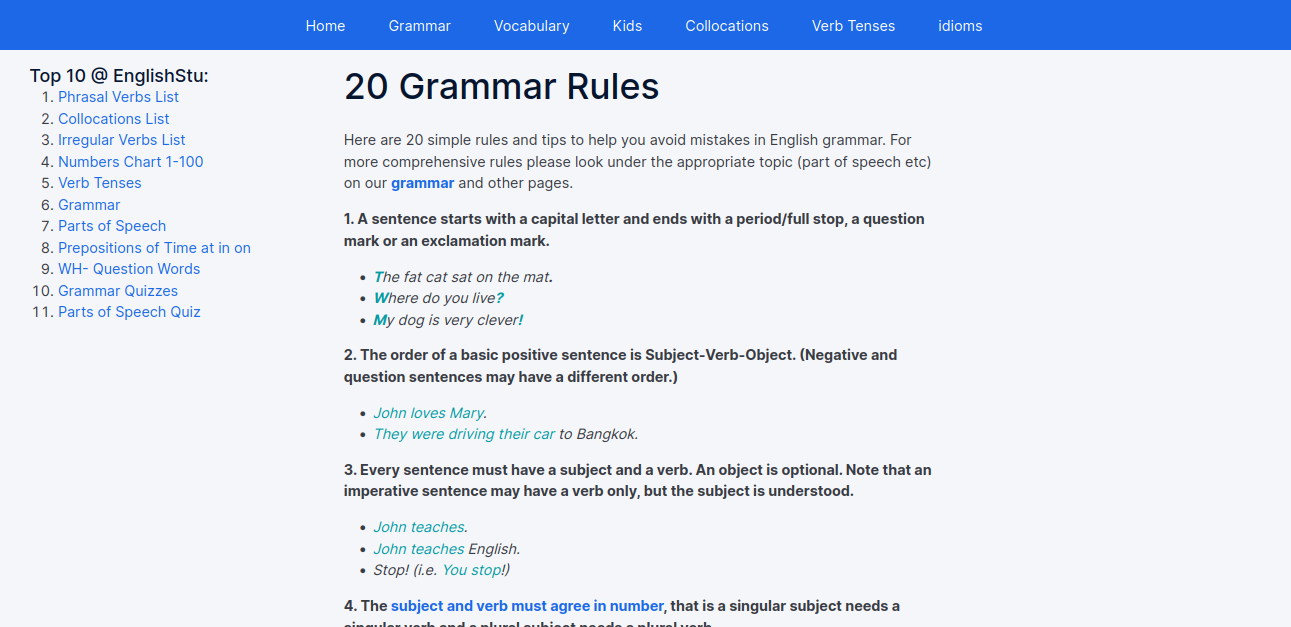 Home Grammar Vocabulary Kids Collocations Verb Tenses idioms
Top 10 @ EnglishStu:
1. Phrasal Verbs List
2. Collocations List
3. Irregular Verbs List
4. Numbers Chart 1-100
5. Verb Tenses
6. Grammar
7. Parts of Speech
8. Prepositions of Time at in on
9. WH- Question Words
10. Grammar Quizzes
11. Parts of Speech Quiz
20 Grammar Rules
Here are 20 simple rules and tips to help you avoid mistakes in English grammar. For
more comprehensive rules please look under the appropriate topic (part of speech etc)
on our grammar and other pages.
1. A sentence starts with a capital letter and ends with a period/full stop, a question
mark or an exclamation mark.
• The fat cat sat on the mat.
• Where do you live?
• My dog is very clever!
2. The order of a basic positive sentence is Subject-Verb-Object. (Negative and
question sentences may have a different order.)
• John loves Mary.
• They were driving their car to Bangkok.
3. Every sentence must have a subject and a verb. An object is optional. Note that an
imperative sentence may have a verb only, but the subject is understood.
• John teaches.
• John teaches English.
• Stop! (i.e. You stop!)
4. The subject and verb must agree in number, that is a singular subject needs a
singular verb and a plural subject needs a plural verb.